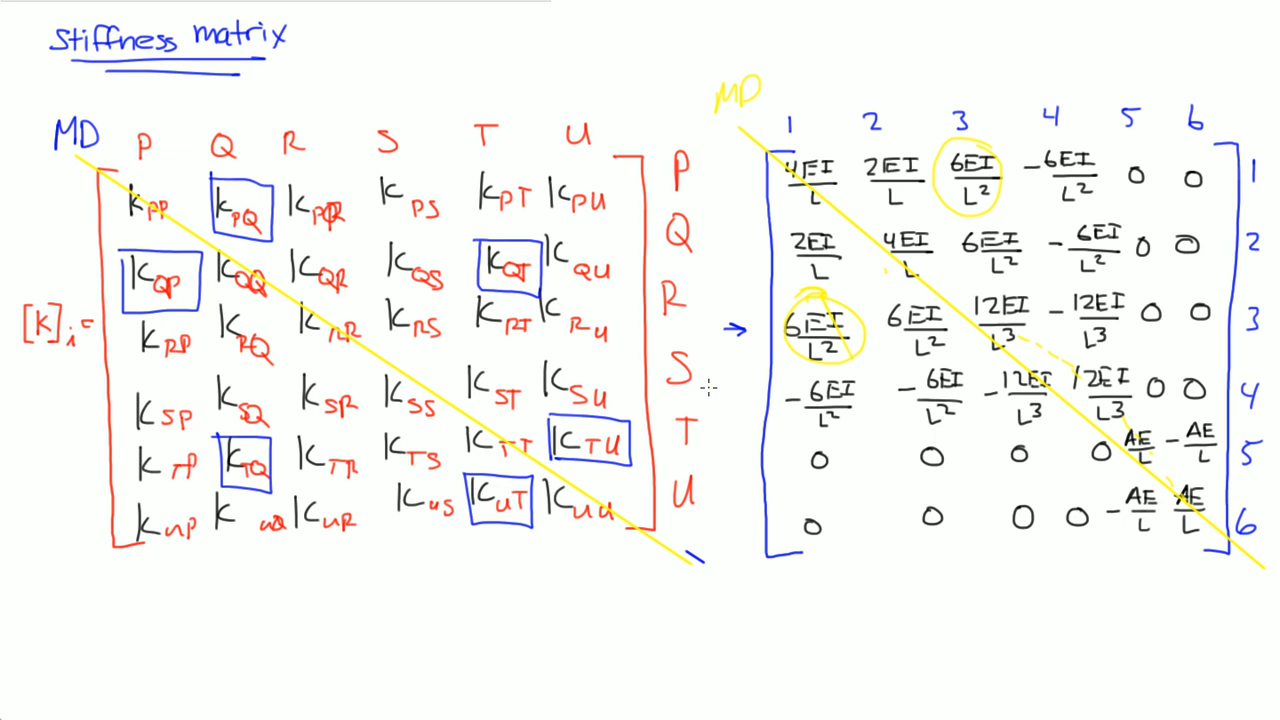 Stiffness matrix
MD P Q R S T U
kPP kPQ kPR kPS kPT kPU P
kQP kQQ kQR kQS kQT kQU Q
kRP kRQ kRR kRS kRT kRU R
kSP kSQ kSR kSS kST kSU S
kTP kTQ kTR kTS kTT kTU T
kUP kUQ kUR kUS kUT kUU U
[K]i =
→
MD
1 2 3 4 5 6
4EI/L 2EI/L 6EI/L² -6EI/L² 0 0 1
2EI/L 4EI/L 6EI/L² -6EI/L² 0 0 2
6EI/L² 6EI/L² 12EI/L³ -12EI/L³ 0 0 3
-6EI/L² -6EI/L² -12EI/L³ 12EI/L³ 0 0 4
0 0 0 0 AE/L -AE/L 5
0 0 0 0 -AE/L AE/L 6